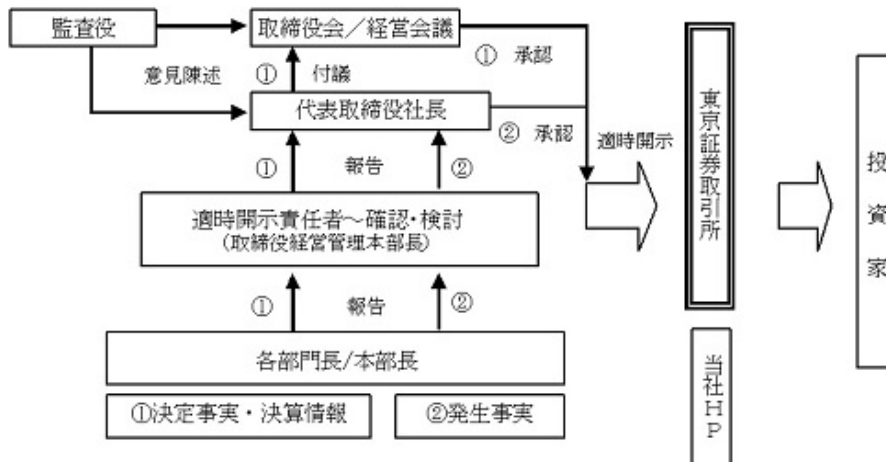 監査役
取締役会／経営会議
① 承認
意見陳述
① 付議
代表取締役社長
② 承認
適時開示
① 報告 ②
適時開示責任者～確認・検討
(取締役経営管理本部長)
① 報告 ②
各部門長/本部長
①決定事実・決算情報
②発生事実
東京証券取引所
当社HP
投資家